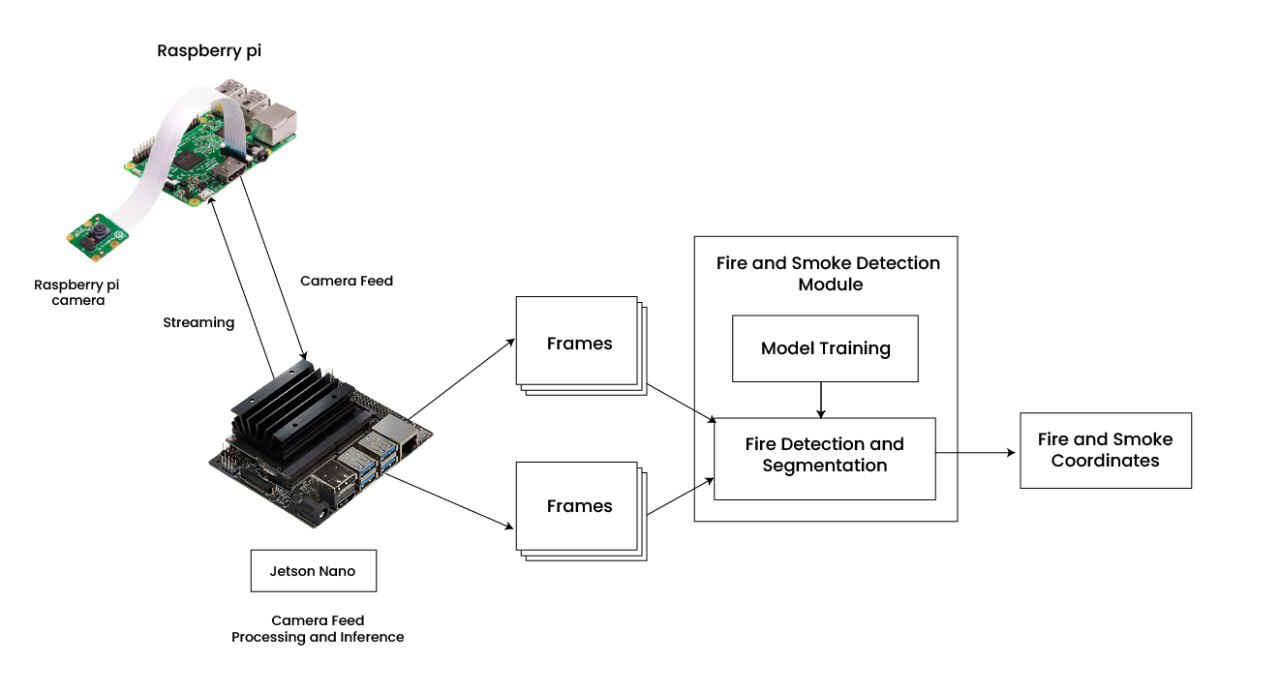 Raspberry pi
Raspberry pi
camera
Camera Feed
Streaming
Jetson Nano
Camera Feed
Processing and Inference
Frames
Frames
Fire and Smoke Detection
Module
Model Training
Fire Detection and
Segmentation
Fire and Smoke
Coordinates